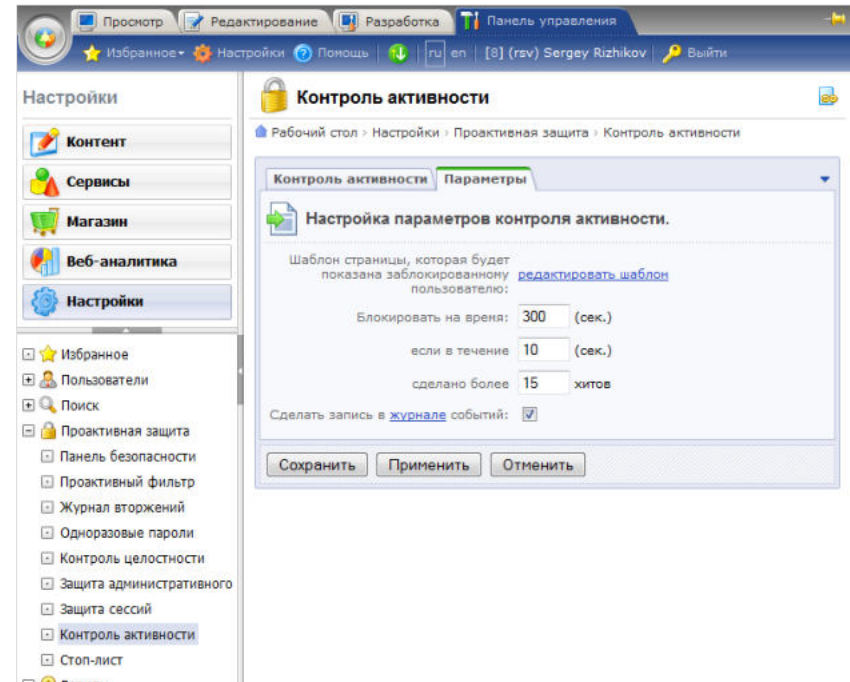 Просмотр Редактирование Разработка Панель управления
Избранное Настройки Помощь ru en [8] (rsv) Sergey Rizhikov Выйти
Настройки
Контент
Сервисы
Магазин
Веб-аналитика
Настройки
Избранное
Пользователи
Поиск
Проактивная защита
Панель безопасности
Проактивный фильтр
Журнал вторжений
Одноразовые пароли
Контроль целостности
Защита административного
Защита сессий
Контроль активности
Стоп-лист
Контроль активности
Рабочий стол › Настройки › Проактивная защита › Контроль активности
Контроль активности Параметры
Настройка параметров контроля активности.
Шаблон страницы, которая будет
показана заблокированному редактировать шаблон
пользователю:
Блокировать на время: 300 (сек.)
если в течение 10 (сек.)
сделано более 15 хитов
Сделать запись в журнале событий:
Сохранить Применить Отменить